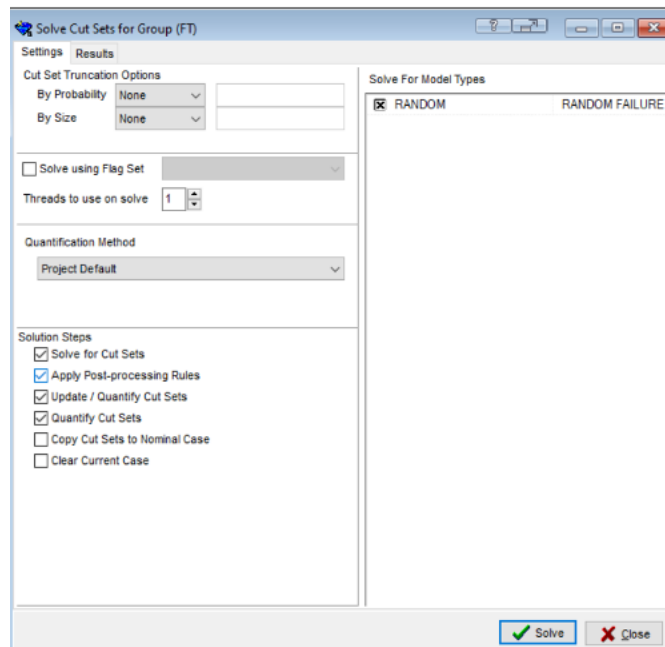 Solve Cut Sets for Group (FT)
Settings Results
Cut Set Truncation Options
By Probability None
By Size None
Solve using Flag Set
Threads to use on solve 1
Quantification Method
Project Default
Solution Steps
Solve for Cut Sets
Apply Post-processing Rules
Update / Quantify Cut Sets
Quantify Cut Sets
Copy Cut Sets to Nominal Case
Clear Current Case
Solve For Model Types
RANDOM RANDOM FAILURE
Solve Close